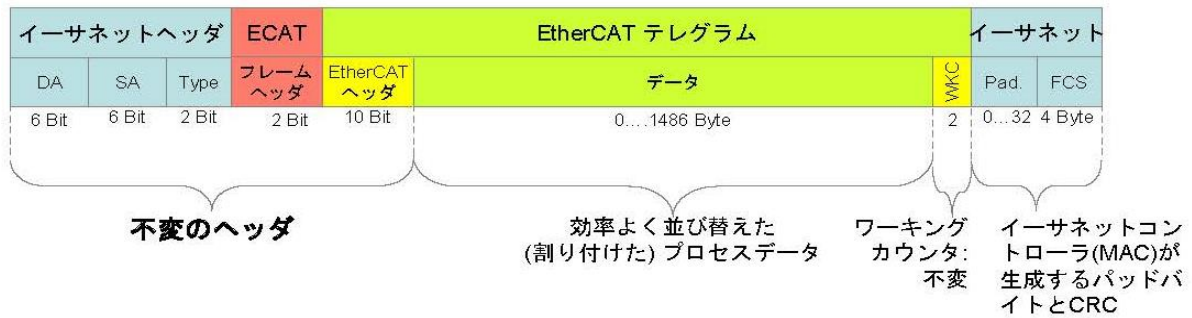 イーサネットヘッダ ECAT EtherCAT テレグラム イーサネット
DA SA Type フレーム
ヘッダ EtherCAT
ヘッダ データ WKC Pad. FCS
6 Bit 6 Bit 2 Bit 2 Bit 10 Bit 0....1486 Byte 2 0...32 4 Byte
不変のヘッダ
効率よく並び替えた
(割り付けた) プロセスデータ
ワーキング
カウンタ:
不変
イーサネットコン
トローラ(MAC)が
生成するパッドバ
イトとCRC